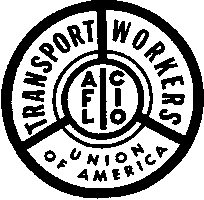 TRANSPORT WORKERS
AFL CIO
UNION
OF AMERICA